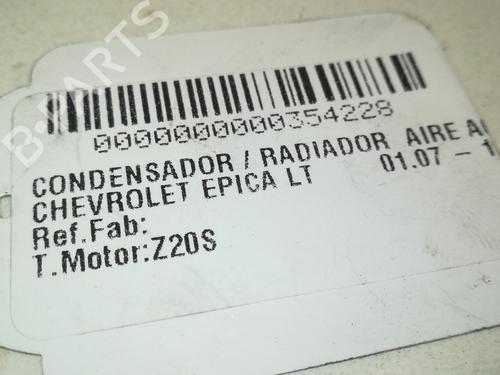 B-PARTS
0000000000354228
CONDENSADOR / RADIADOR AIRE
CHEVROLET EPICA LT 01.07 -
Ref.Fab:
T.Motor:Z20S